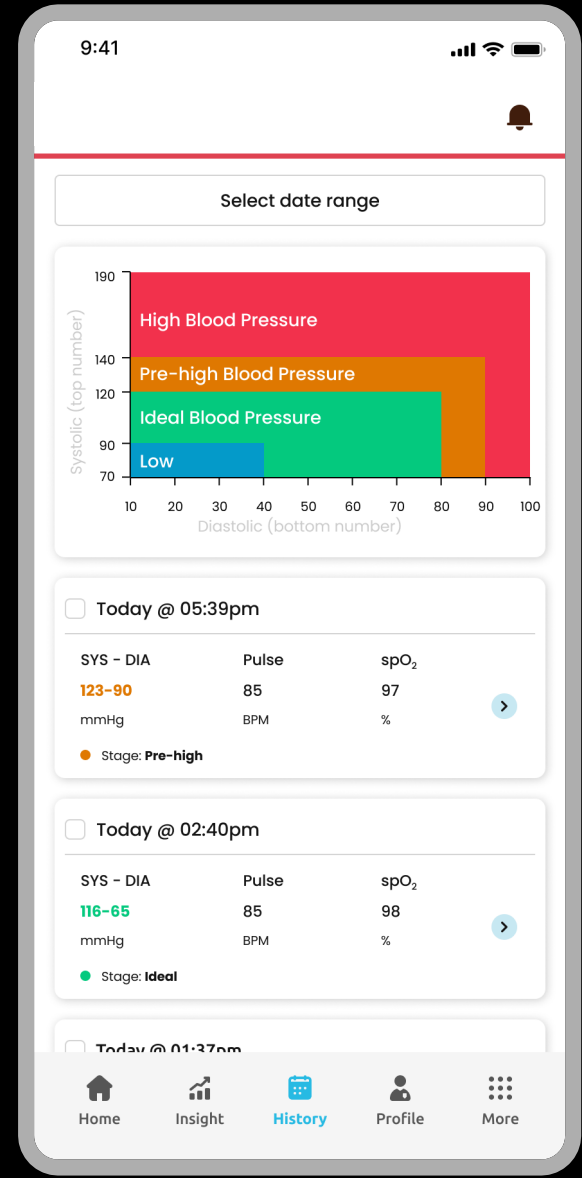 9:41
Select date range
190
High Blood Pressure
140
Pre-high Blood Pressure
120
Ideal Blood Pressure
90
Low
70
Systolic (top number)
10 20 30 40 50 60 70 80 90 100
Diastolic (bottom number)
Today @ 05:39pm
SYS - DIA Pulse spO₂
123-90 85 97
mmHg BPM %
Stage: Pre-high
Today @ 02:40pm
SYS - DIA Pulse spO₂
116-65 85 98
mmHg BPM %
Stage: Ideal
Today @ 01:37pm
Home Insight History Profile More